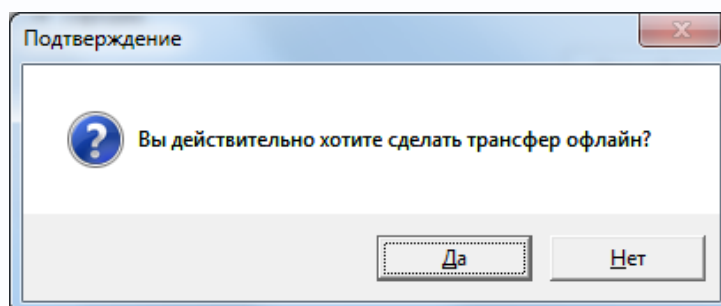 Подтверждение
Вы действительно хотите сделать трансфер офлайн?
Да Нет